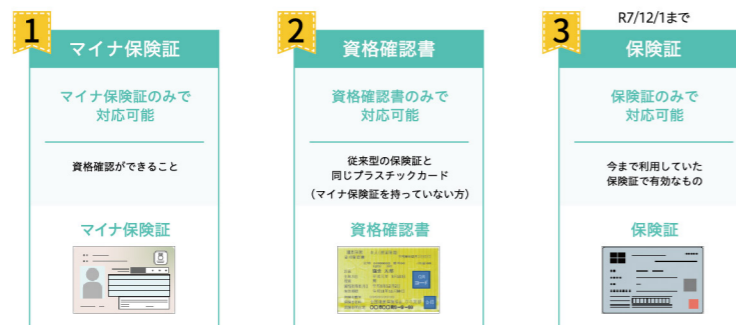 1
マイナ保険証
マイナ保険証のみで
対応可能
資格確認ができること
マイナ保険証
2
資格確認書
資格確認書のみで
対応可能
従来型の保険証と
同じプラスチックカード
（マイナ保険証を持っていない方）
資格確認書
R7/12/1まで
3
保険証
保険証のみで
対応可能
今まで利用していた
保険証で有効なもの
保険証